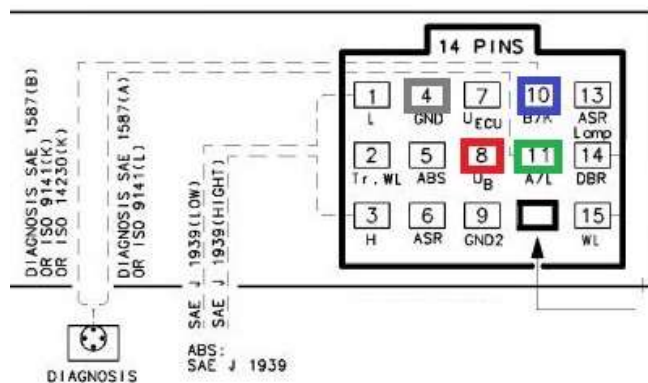 14 PINS
1
4
7
10
13
L
GND
UECU
B/K
ASR
Lamp
2
5
8
11
14
Tr.WL
ABS
UB
A/L
DBR
3
6
9
15
H
ASR
GND2
WL
DIAGNOSIS SAE 1587(B)
OR ISO 9141(K)
OR ISO 14230(K)
DIAGNOSIS SAE 1587(A)
OR ISO 9141(L)
SAE J 1939(LOW)
SAE J 1939(HIGHT)
ABS:
SAE J 1939
DIAGNOSIS